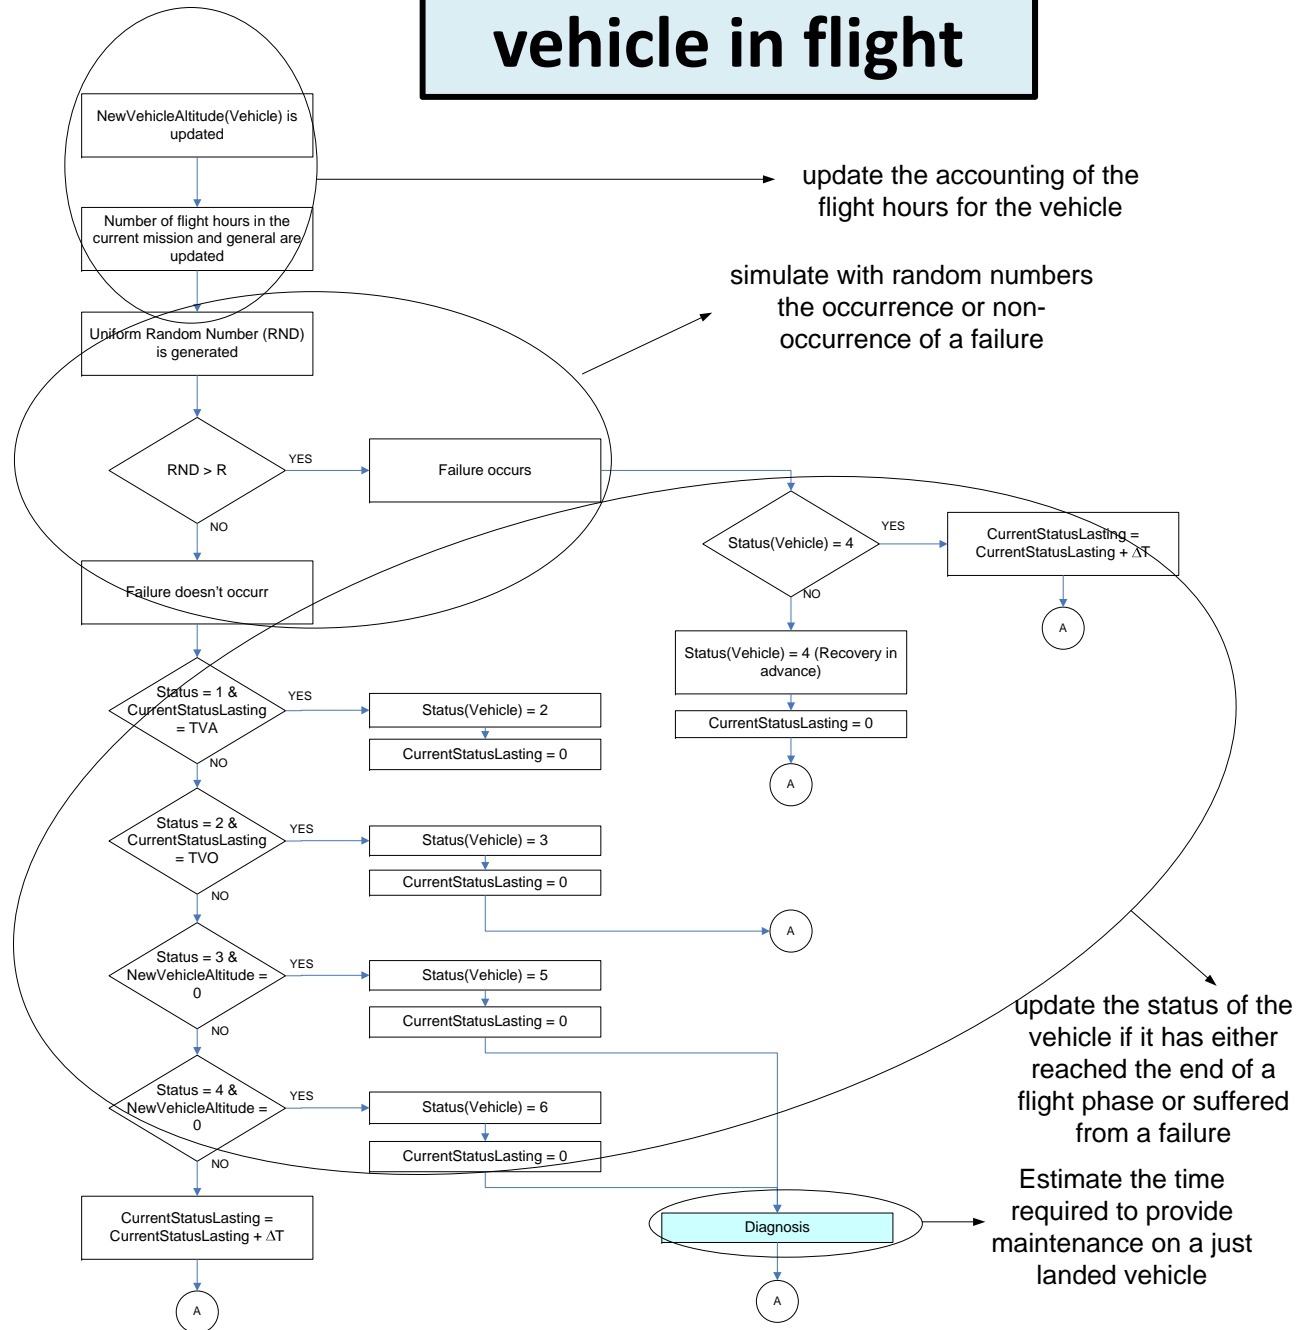 vehicle in flight
NewVehicleAltitude(Vehicle) is
updated
update the accounting of the
flight hours for the vehicle
Number of flight hours in the
current mission and general are
updated
simulate with random numbers
the occurrence or non-
occurrence of a failure
Uniform Random Number (RND)
is generated
RND > R
YES
Failure occurs
NO
Status(Vehicle) = 4
YES
CurrentStatusLasting =
CurrentStatusLasting + ΔT
NO
A
Failure doesn't occurr
Status(Vehicle) = 4 (Recovery in
advance)
CurrentStatusLasting = 0
A
Status = 1 &
CurrentStatusLasting
= TVA
YES
Status(Vehicle) = 2
CurrentStatusLasting = 0
NO
Status = 2 &
CurrentStatusLasting
= TVO
YES
Status(Vehicle) = 3
CurrentStatusLasting = 0
NO
A
Status = 3 &
NewVehicleAltitude =
0
YES
Status(Vehicle) = 5
CurrentStatusLasting = 0
NO
update the status of the
vehicle if it has either
reached the end of a
flight phase or suffered
from a failure
Status = 4 &
NewVehicleAltitude =
0
YES
Status(Vehicle) = 6
CurrentStatusLasting = 0
NO
CurrentStatusLasting =
CurrentStatusLasting + ΔT
A
Diagnosis
A
Estimate the time
required to provide
maintenance on a just
landed vehicle